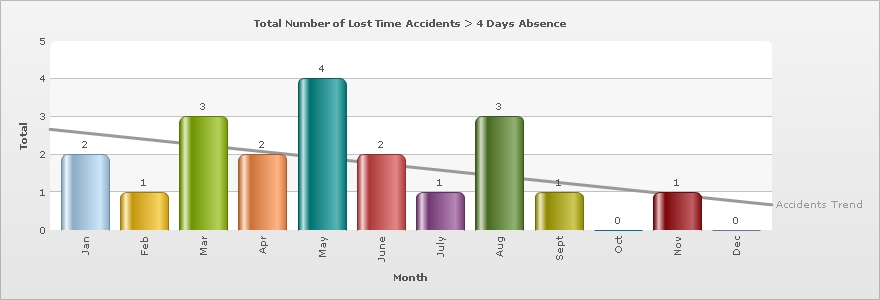 Total Number of Lost Time Accidents > 4 Days Absence
Total
5
4
3
2
1
0
2
1
3
2
4
2
1
3
1
0
1
0
Accidents Trend
Jan
Feb
Mar
Apr
May
June
July
Aug
Sept
Oct
Nov
Dec
Month